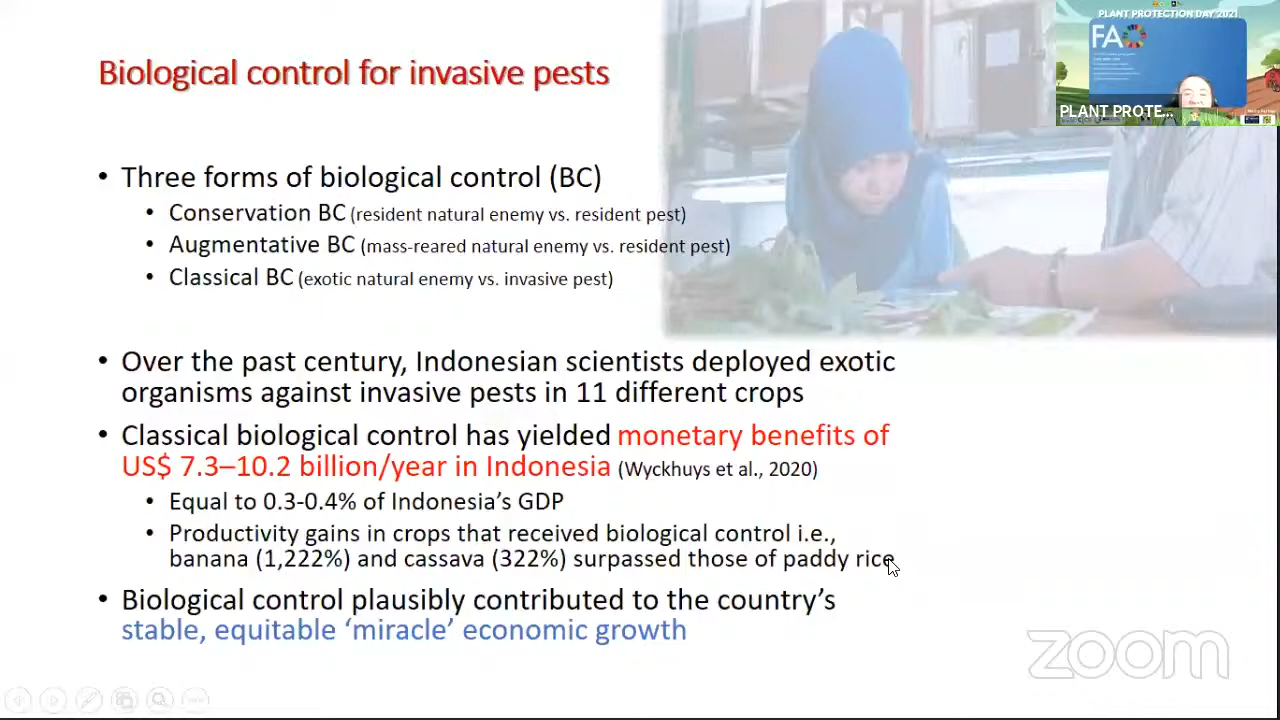 Biological control for invasive pests
PLANT PROTECTION DAY 2021
FAO
PLANT PROTE...
• Three forms of biological control (BC)
• Conservation BC (resident natural enemy vs. resident pest)
• Augmentative BC (mass-reared natural enemy vs. resident pest)
• Classical BC (exotic natural enemy vs. invasive pest)
• Over the past century, Indonesian scientists deployed exotic
organisms against invasive pests in 11 different crops
• Classical biological control has yielded monetary benefits of
US$ 7.3–10.2 billion/year in Indonesia (Wyckhuys et al., 2020)
• Equal to 0.3-0.4% of Indonesia's GDP
• Productivity gains in crops that received biological control i.e.,
banana (1,222%) and cassava (322%) surpassed those of paddy rice
• Biological control plausibly contributed to the country's
stable, equitable 'miracle' economic growth
zoom